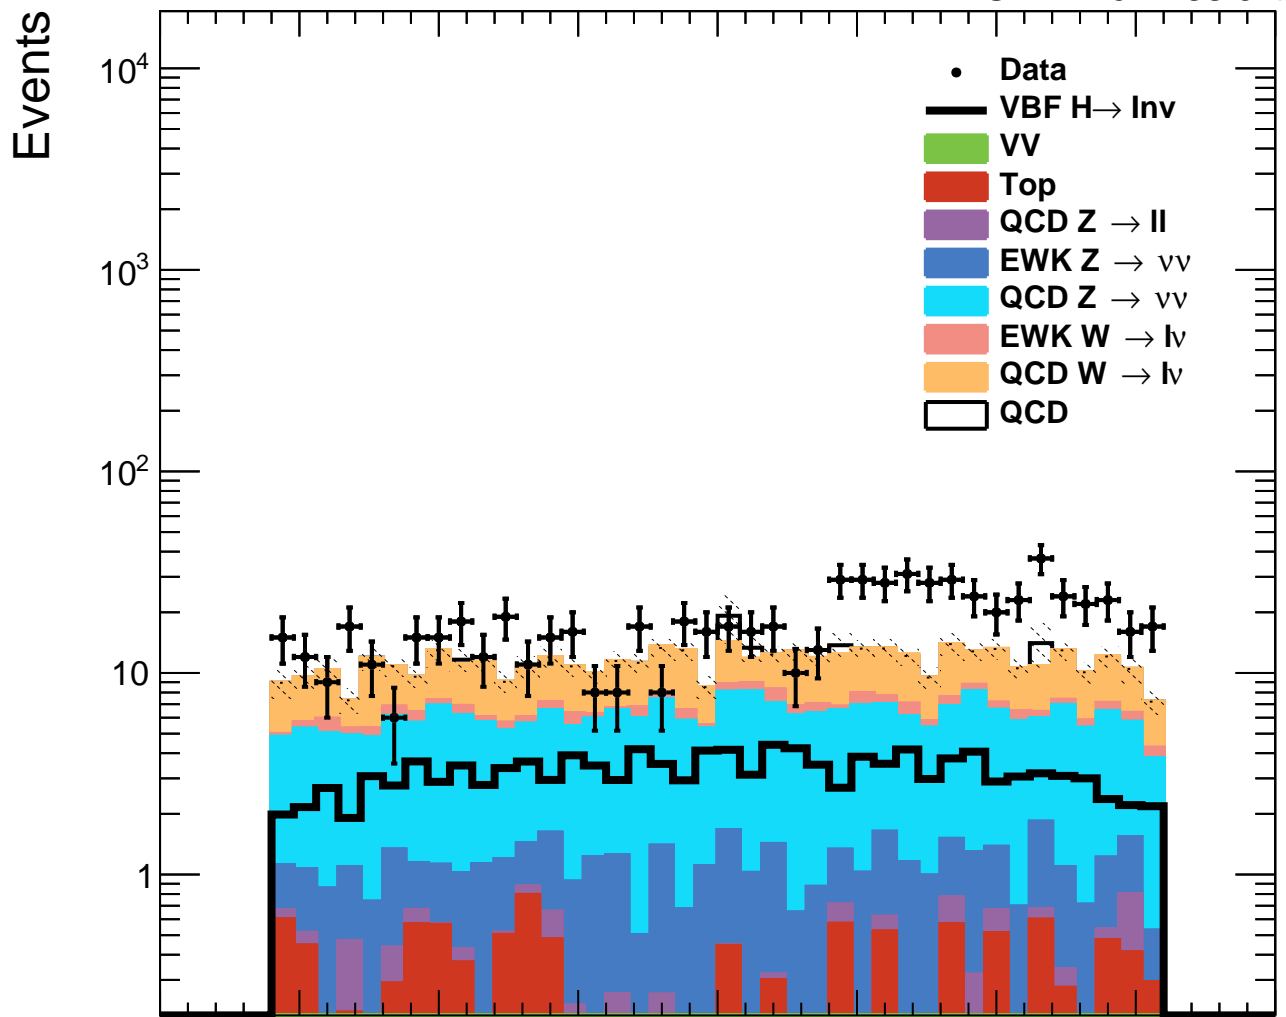 Events
10^4
10^3
10^2
10
1
Data
VBF H→ Inv
VV
Top
QCD Z → ll
EWK Z → νν
QCD Z → νν
EWK W → lν
QCD W → lν
QCD